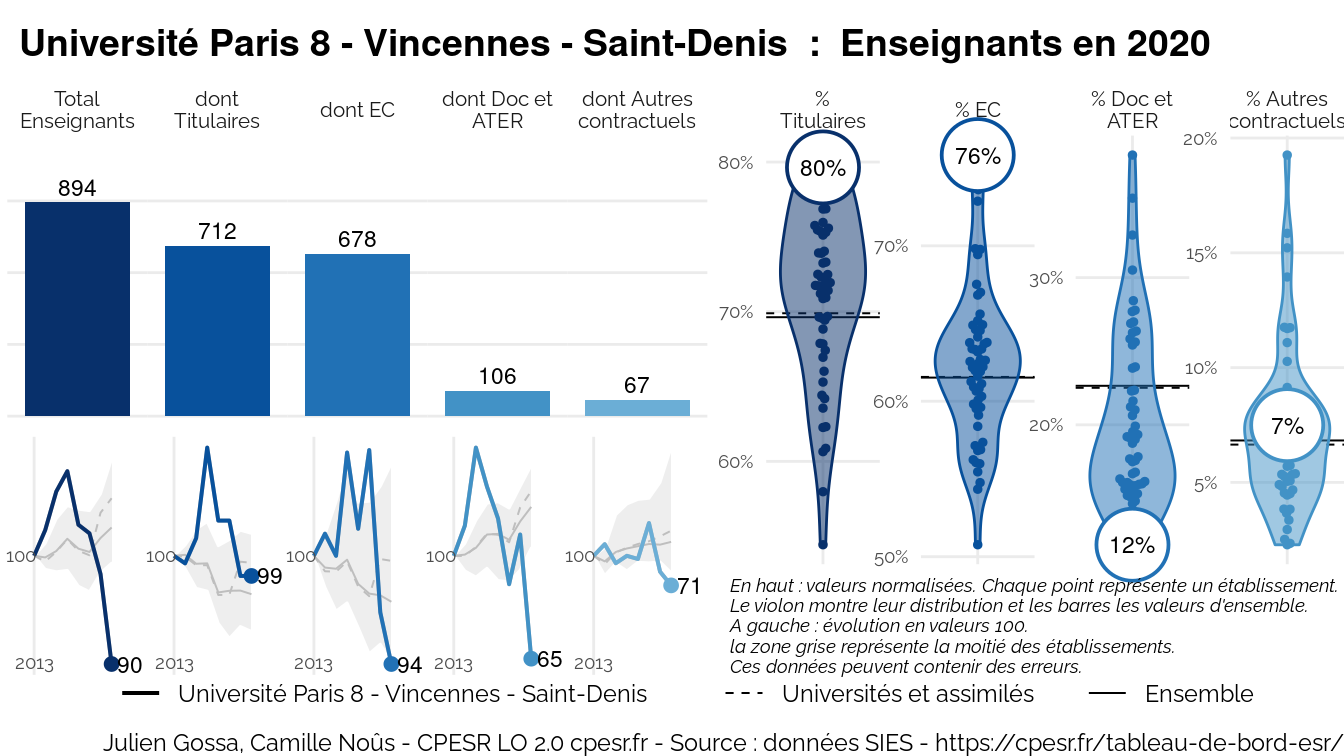 Université Paris 8 - Vincennes - Saint-Denis : Enseignants en 2020
Total
Enseignants
dont
Titulaires
dont EC
dont Doc et
ATER
dont Autres
contractuels
894
712
678
106
67
100
2013
90
100
2013
99
100
2013
94
100
2013
65
100
2013
71
%
Titulaires
80%
70%
60%
80%
% EC
70%
60%
50%
76%
% Doc et
ATER
30%
20%
12%
% Autres
contractuels
20%
15%
10%
5%
7%
En haut : valeurs normalisées. Chaque point représente un établissement.
Le violon montre leur distribution et les barres les valeurs d'ensemble.
A gauche : évolution en valeurs 100.
la zone grise représente la moitié des établissements.
Ces données peuvent contenir des erreurs.
Université Paris 8 - Vincennes - Saint-Denis
Universités et assimilés
Ensemble
Julien Gossa, Camille Noûs - CPESR LO 2.0 cpesr.fr - Source : données SIES - https://cpesr.fr/tableau-de-bord-esr/